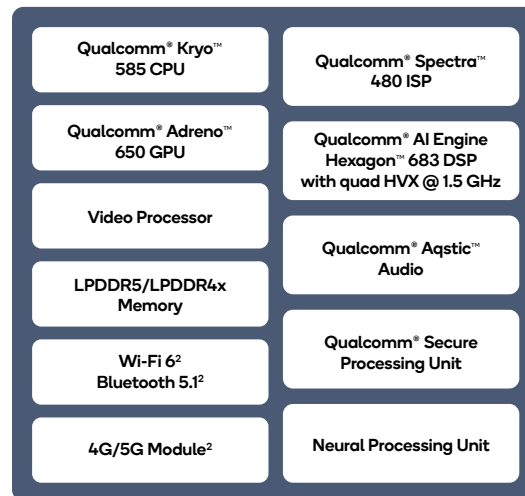 Qualcomm® Kryo™
585 CPU
Qualcomm® Adreno™
650 GPU
Video Processor
LPDDR5/LPDDR4x
Memory
Wi-Fi 6²
Bluetooth 5.1²
4G/5G Module²
Qualcomm® Spectra™
480 ISP
Qualcomm® AI Engine
Hexagon™ 683 DSP
with quad HVX @ 1.5 GHz
Qualcomm® Aqstic™
Audio
Qualcomm® Secure
Processing Unit
Neural Processing Unit